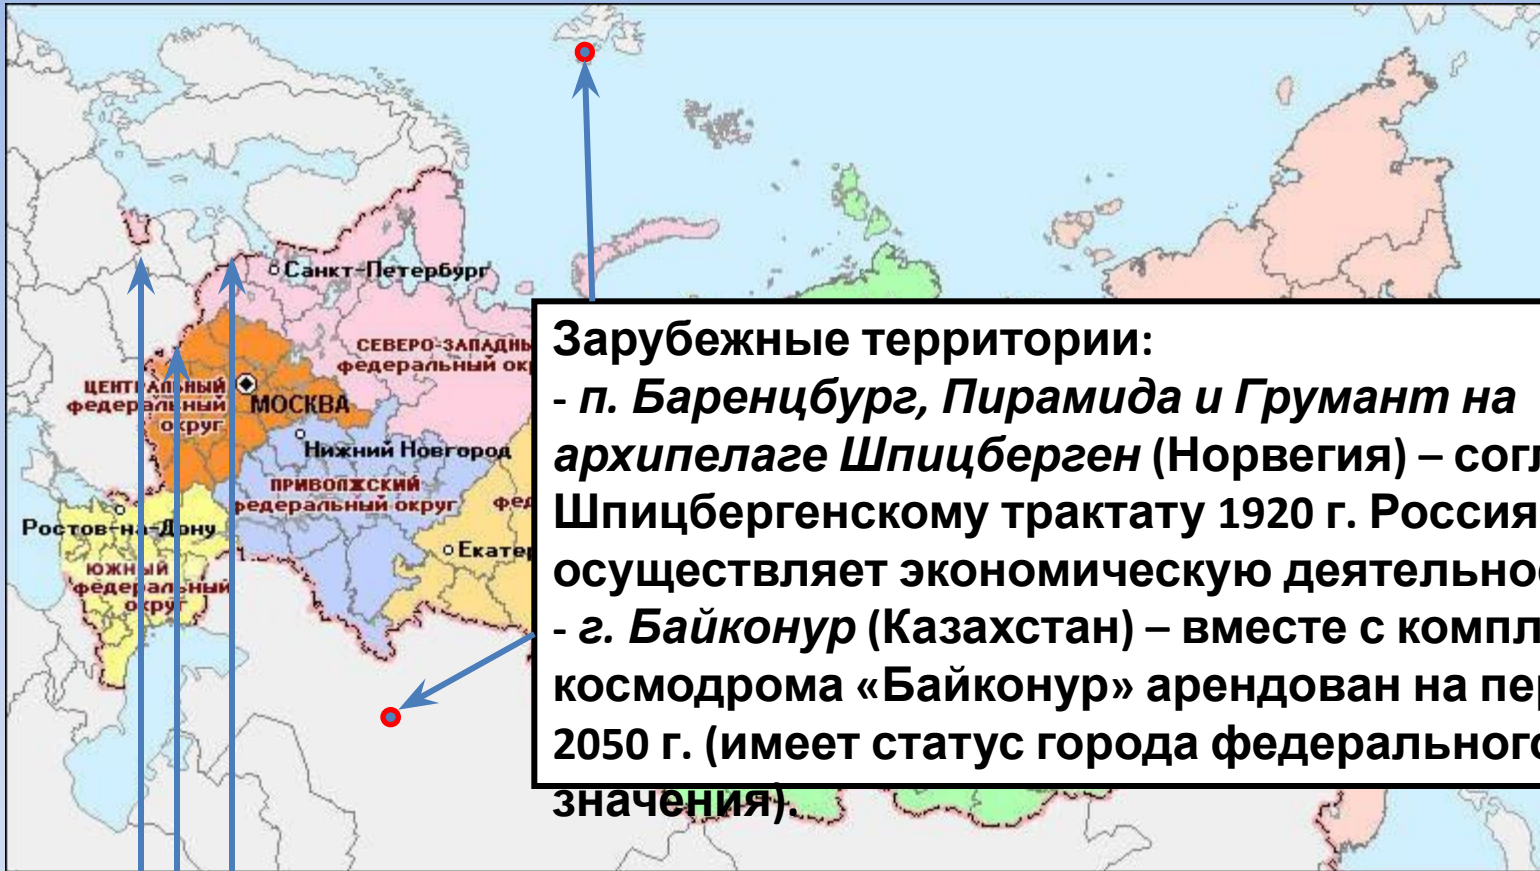 Санкт-Петербург
СЕВЕРО-ЗАПАДНЫ
федеральный ок
ЦЕНТРАЛЬНЫЙ
федеральный
округ
МОСКВА
Нижний Новгород
ПРИВОЛЖСКИЙ
федеральный округ
фед
Ростов-на-Дону
Екатер
ЮЖНЫЙ
федеральный
округ
Зарубежные территории:
- п. Баренцбург, Пирамида и Грумант на
архипелаге Шпицберген (Норвегия) – согл
Шпицбергенскому трактату 1920 г. Россия
осуществляет экономическую деятельнос
- г. Байконур (Казахстан) – вместе с компл
космодрома «Байконур» арендован на пер
2050 г. (имеет статус города федерального
значения).